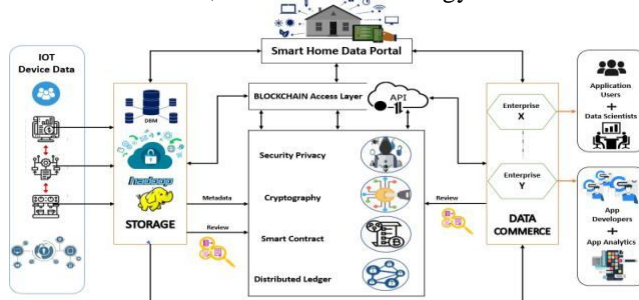 Smart Home Data Portal
IOT
Device Data
BLOCKCHAIN Access Layer
API
DBM
hadoop
STORAGE
Metadata
Review
Security Privacy
Cryptography
Smart Contract
Distributed Ledger
Review
Enterprise
X
Enterprise
Y
DATA
COMMERCE
Application
Users
+
Data Scientists
App
Developers
+
App Analytics